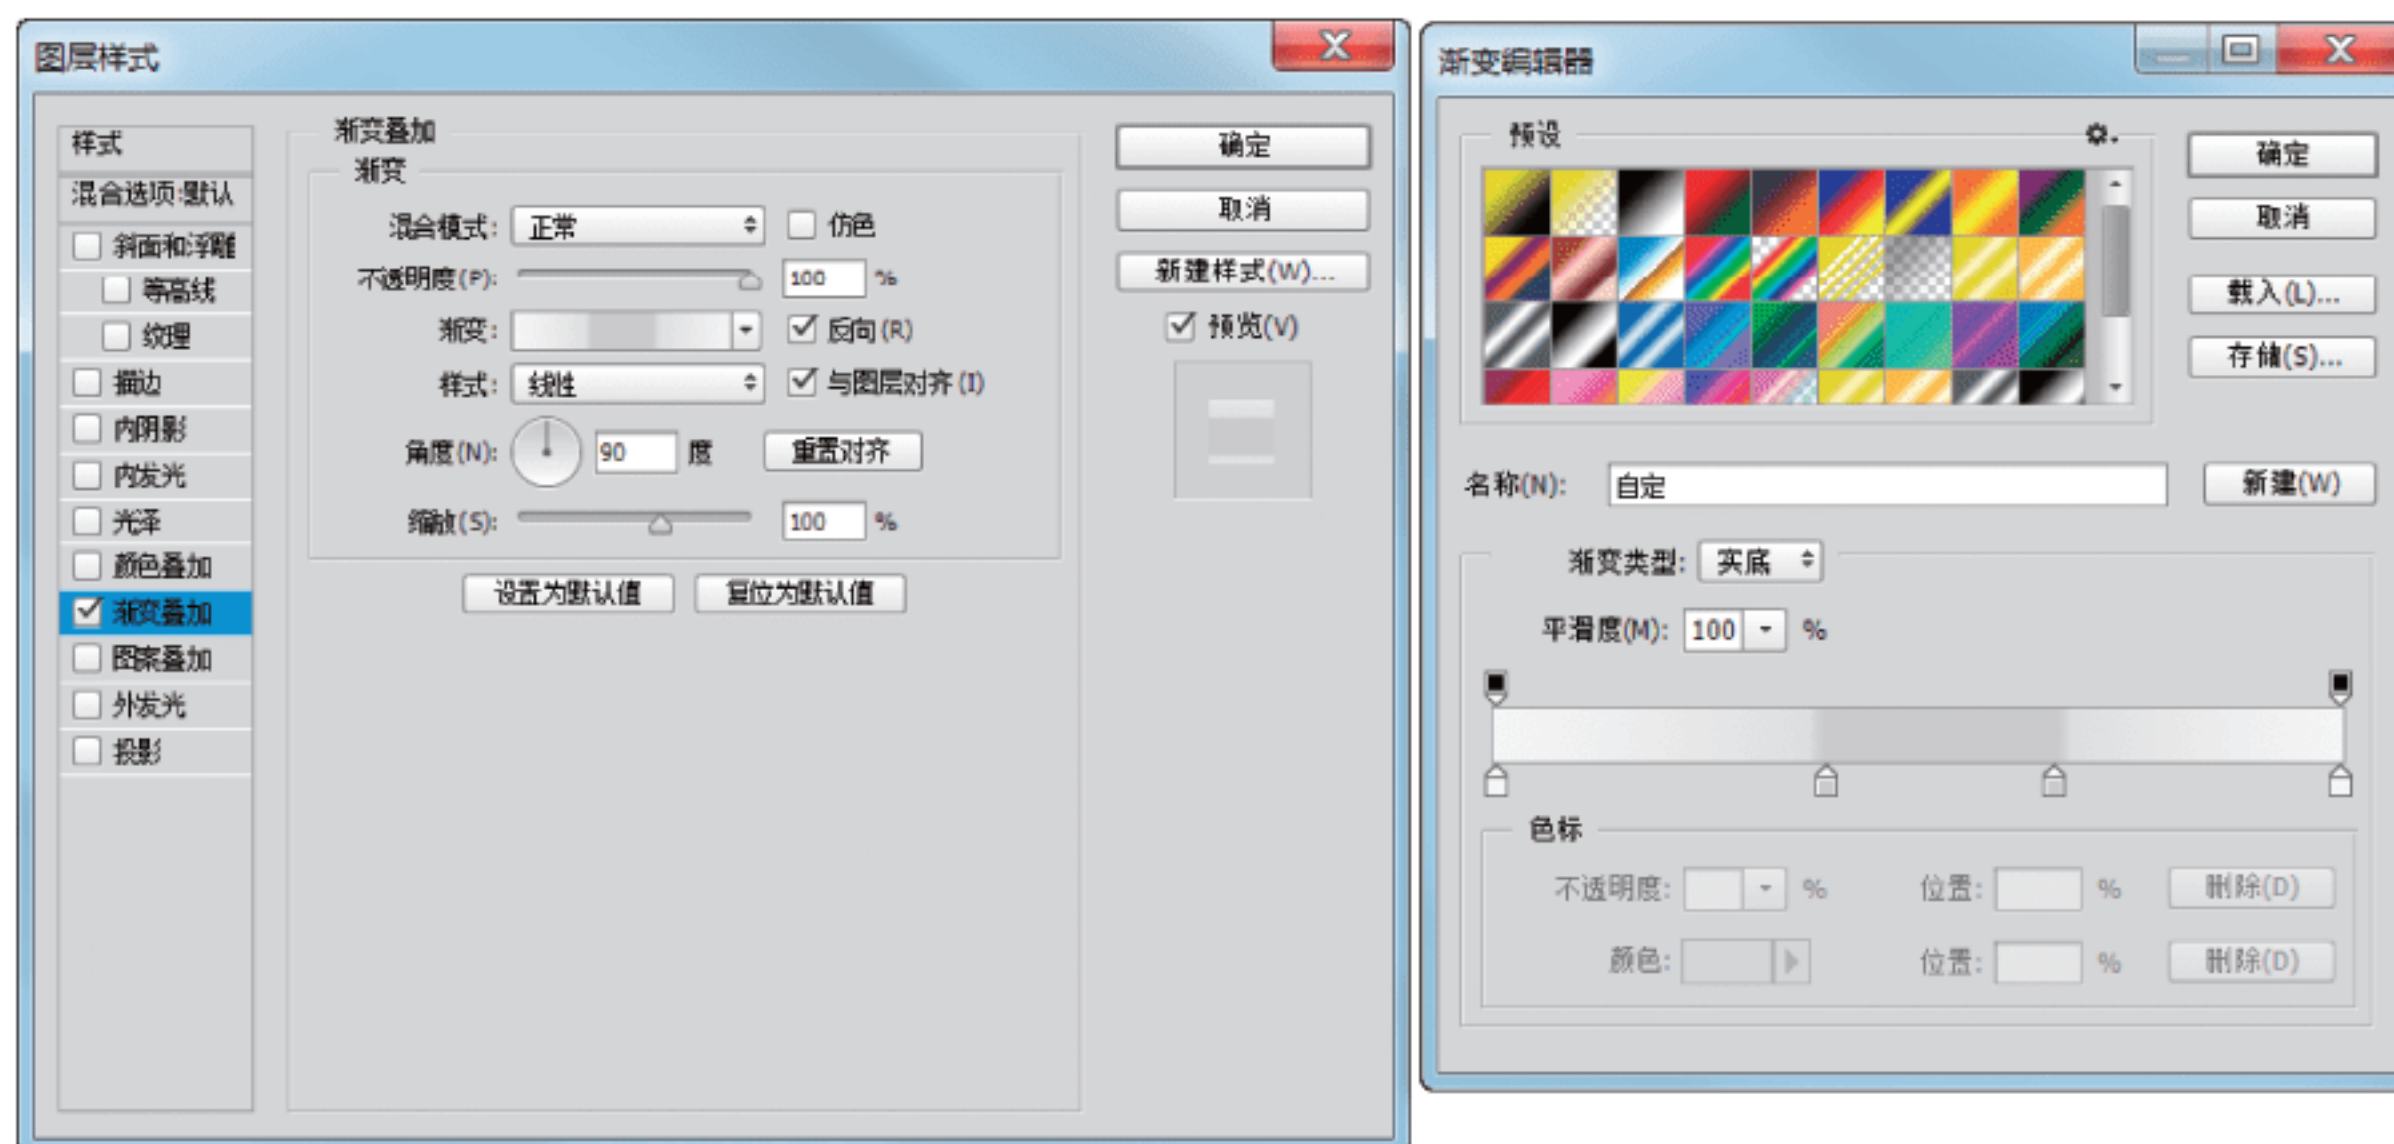 图层样式
样式
混合选项:默认
斜面和浮雕
等高线
纹理
描边
内阴影
内发光
光泽
颜色叠加
渐变叠加
图案叠加
外发光
投影
渐变叠加
渐变
混合模式: 正常 仿色
不透明度(P): 100 %
渐变: 反向(R)
样式: 线性 与图层对齐(I)
角度(N): 90 度 重置对齐
缩放(S): 100 %
设置为默认值 复位为默认值
确定
取消
新建样式(W)...
预览(V)
渐变编辑器
预设
确定
取消
载入(L)...
存储(S)...
名称(N): 自定 新建(W)
渐变类型: 实底
平滑度(M): 100 %
色标
不透明度: % 位置: % 删除(D)
颜色: 位置: % 删除(D)